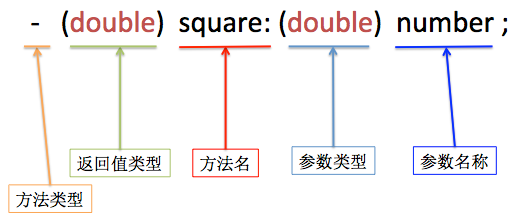 - (double) square: (double) number ;
返回值类型 方法名 参数类型 参数名称
方法类型